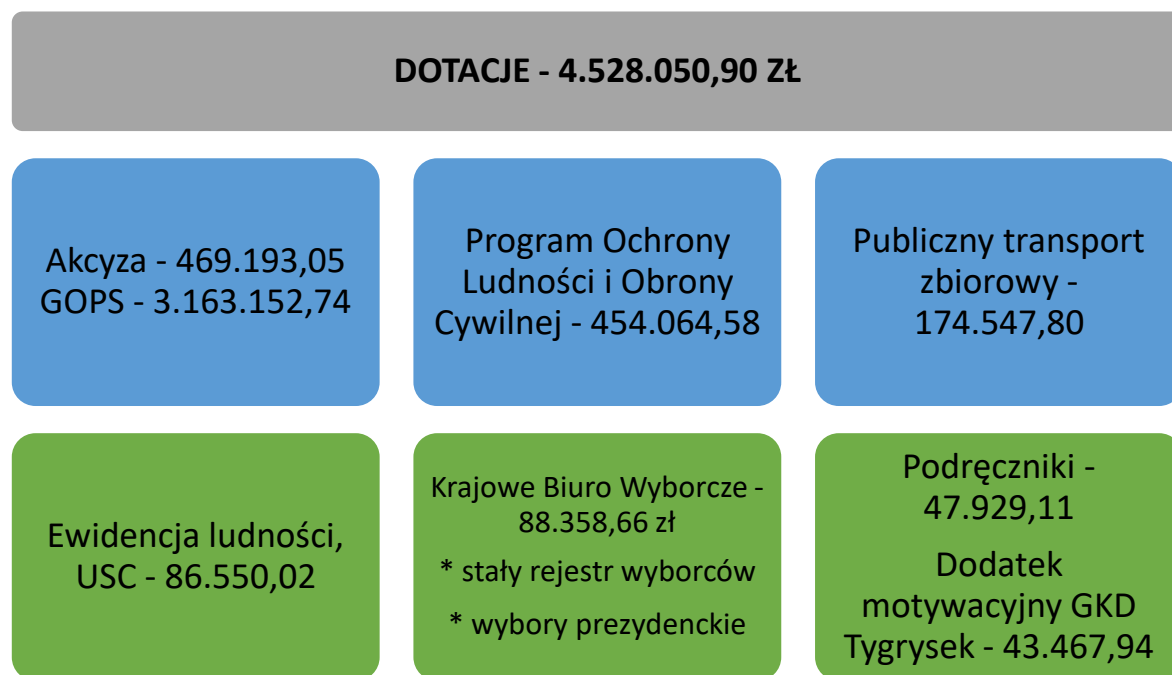 DOTACJE - 4.528.050,90 ZŁ
Akcyza - 469.193,05
GOPS - 3.163.152,74
Program Ochrony
Ludności i Obrony
Cywilnej - 454.064,58
Publiczny transport
zbiorowy -
174.547,80
Ewidencja ludności,
USC - 86.550,02
Krajowe Biuro Wyborcze -
88.358,66 zł
* stały rejestr wyborców
* wybory prezydenckie
Podręczniki -
47.929,11
Dodatek
motywacyjny GKD
Tygrysek - 43.467,94